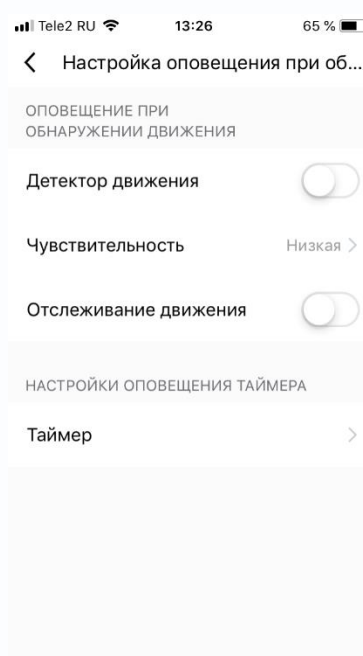 Tele2 RU 13:26 65 %
Настройка оповещения при об...
ОПОВЕЩЕНИЕ ПРИ
ОБНАРУЖЕНИИ ДВИЖЕНИЯ
Детектор движения
Чувствительность Низкая
Отслеживание движения
НАСТРОЙКИ ОПОВЕЩЕНИЯ ТАЙМЕРА
Таймер